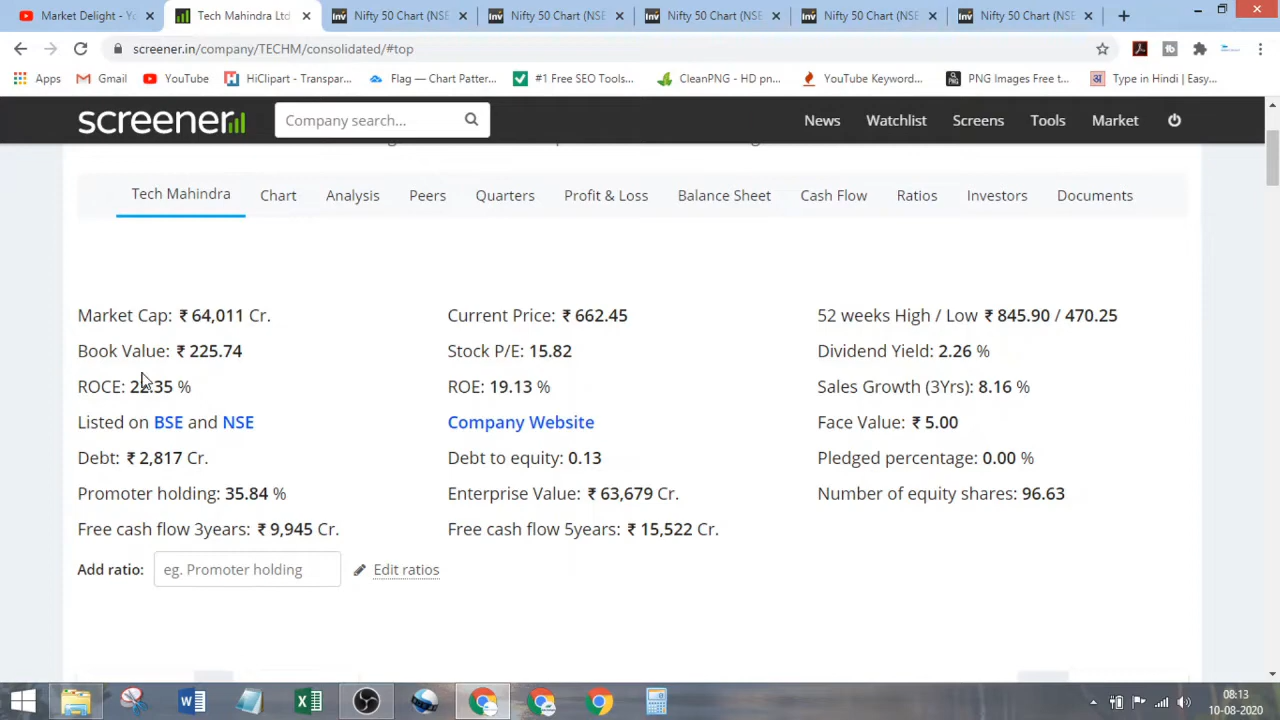 Market Delight - Yo
Tech Mahindra Ltd
Nifty 50 Chart (NSE
Nifty 50 Chart (NSE
Nifty 50 Chart (NSE
Nifty 50 Chart (NSE
Nifty 50 Chart (NSE
screener.in/company/TECHM/consolidated/#top
Apps
Gmail
YouTube
HiClipart - Transpar...
Flag — Chart Patter...
#1 Free SEO Tools...
CleanPNG - HD pn...
YouTube Keyword...
PNG Images Free t...
Type in Hindi | Easy...
screener
Company search...
News
Watchlist
Screens
Tools
Market
Tech Mahindra
Chart
Analysis
Peers
Quarters
Profit & Loss
Balance Sheet
Cash Flow
Ratios
Investors
Documents
Market Cap: ₹ 64,011 Cr.
Current Price: ₹ 662.45
52 weeks High / Low ₹ 845.90 / 470.25
Book Value: ₹ 225.74
Stock P/E: 15.82
Dividend Yield: 2.26 %
ROCE: 22.35 %
ROE: 19.13 %
Sales Growth (3Yrs): 8.16 %
Listed on BSE and NSE
Company Website
Face Value: ₹ 5.00
Debt: ₹ 2,817 Cr.
Debt to equity: 0.13
Pledged percentage: 0.00 %
Promoter holding: 35.84 %
Enterprise Value: ₹ 63,679 Cr.
Number of equity shares: 96.63
Free cash flow 3years: ₹ 9,945 Cr.
Free cash flow 5years: ₹ 15,522 Cr.
Add ratio:
eg. Promoter holding
Edit ratios
08:13
10-08-2020